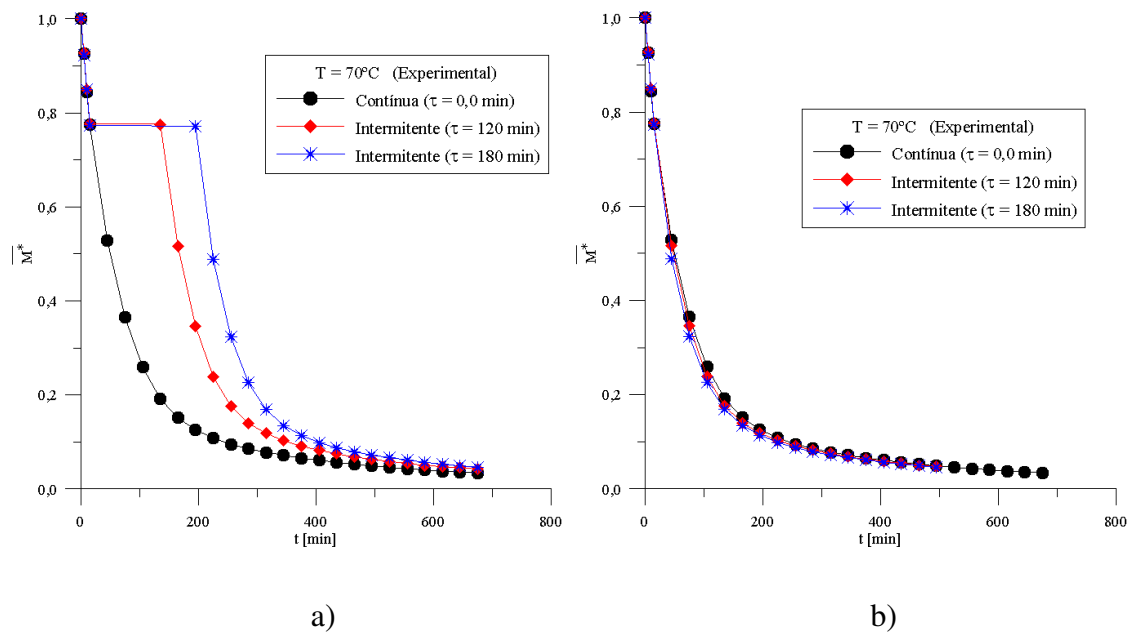 1,0
0,8
0,6
0,4
0,2
0,0
M*
T = 70ºC (Experimental)
Contínua (τ = 0,0 min)
Intermitente (τ = 120 min)
Intermitente (τ = 180 min)
0 200 400 600 800
t [min]
a)
1,0
0,8
0,6
0,4
0,2
0,0
M*
T = 70ºC (Experimental)
Contínua (τ = 0,0 min)
Intermitente (τ = 120 min)
Intermitente (τ = 180 min)
0 200 400 600 800
t [min]
b)